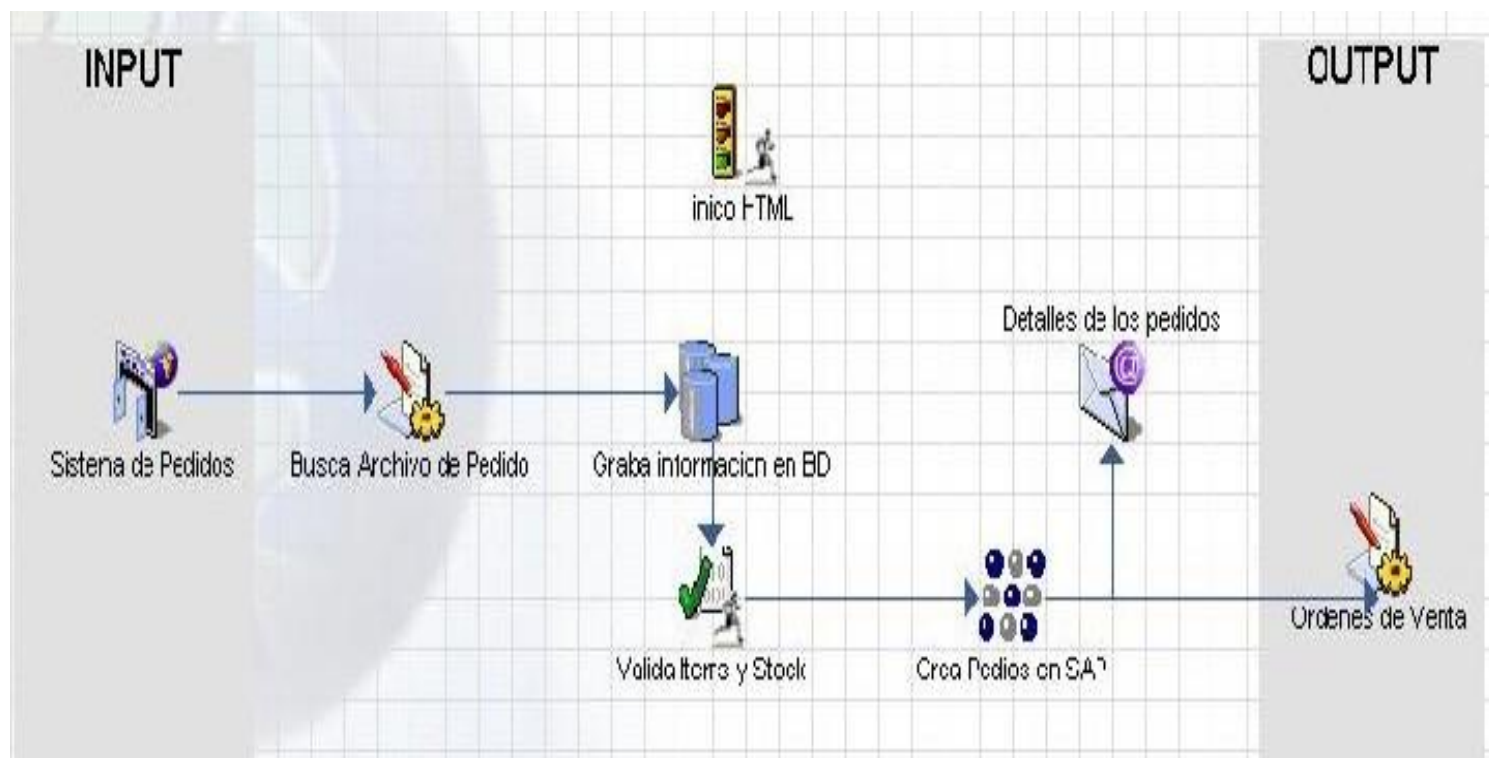 INPUT
OUTPUT
inico HTML
Detalles de los pedidos
Sistema de Pedidos
Busca Archivo de Pedido
Graba informacion en BD
Ordenes de Venta
Valida Items y Stock
Crea Pedios en SAP